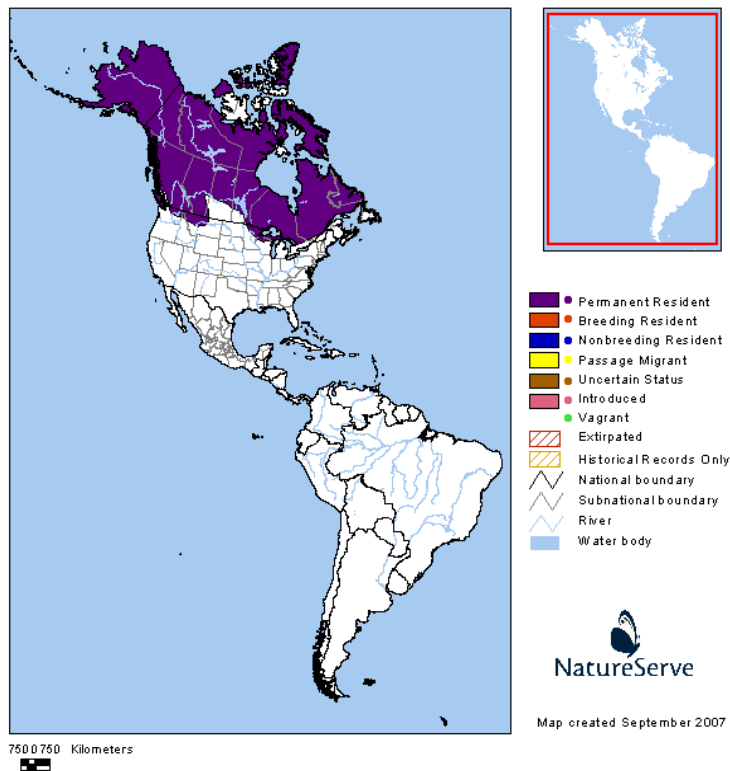 Permanent Resident
Breeding Resident
Nonbreeding Resident
Passage Migrant
Uncertain Status
Introduced
Vagrant
Extirpated
Historical Records Only
National boundary
Subnational boundary
River
Water body
NatureServe
Map created September 2007
750 0 750 Kilometers